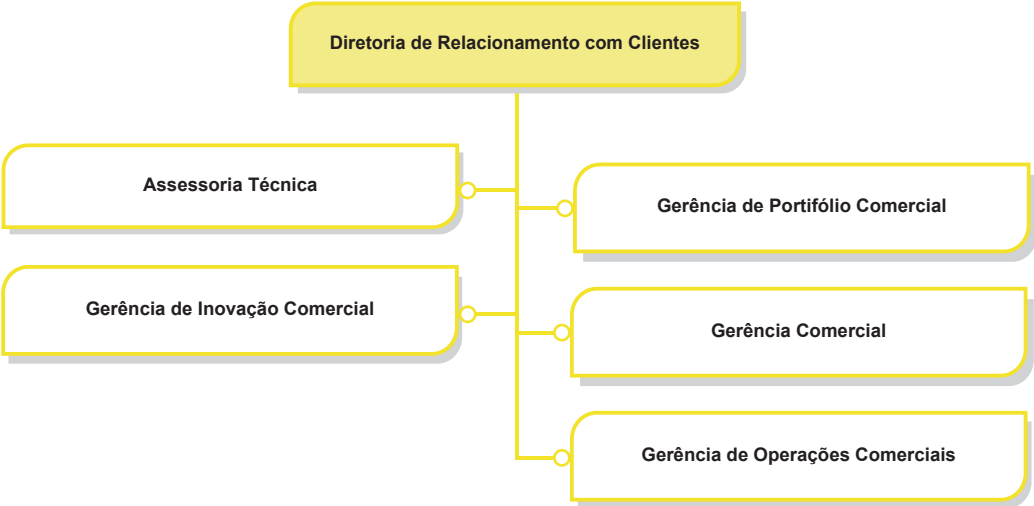 Diretoria de Relacionamento com Clientes
Assessoria Técnica
Gerência de Portifólio Comercial
Gerência de Inovação Comercial
Gerência Comercial
Gerência de Operações Comerciais